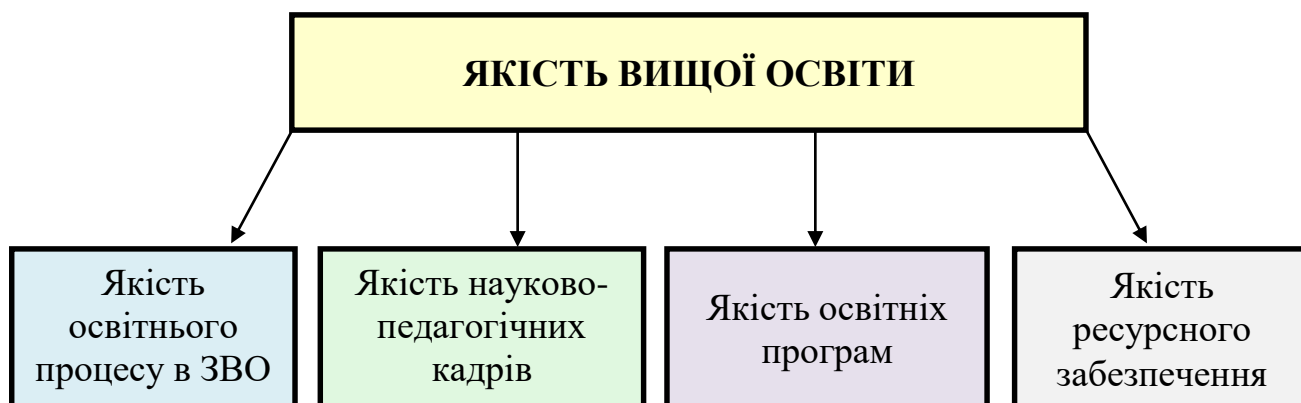 ЯКІСТЬ ВИЩОЇ ОСВІТИ
Якість
освітнього
процесу в ЗВО
Якість науково-
педагогічних
кадрів
Якість освітніх
програм
Якість
ресурсного
забезпечення